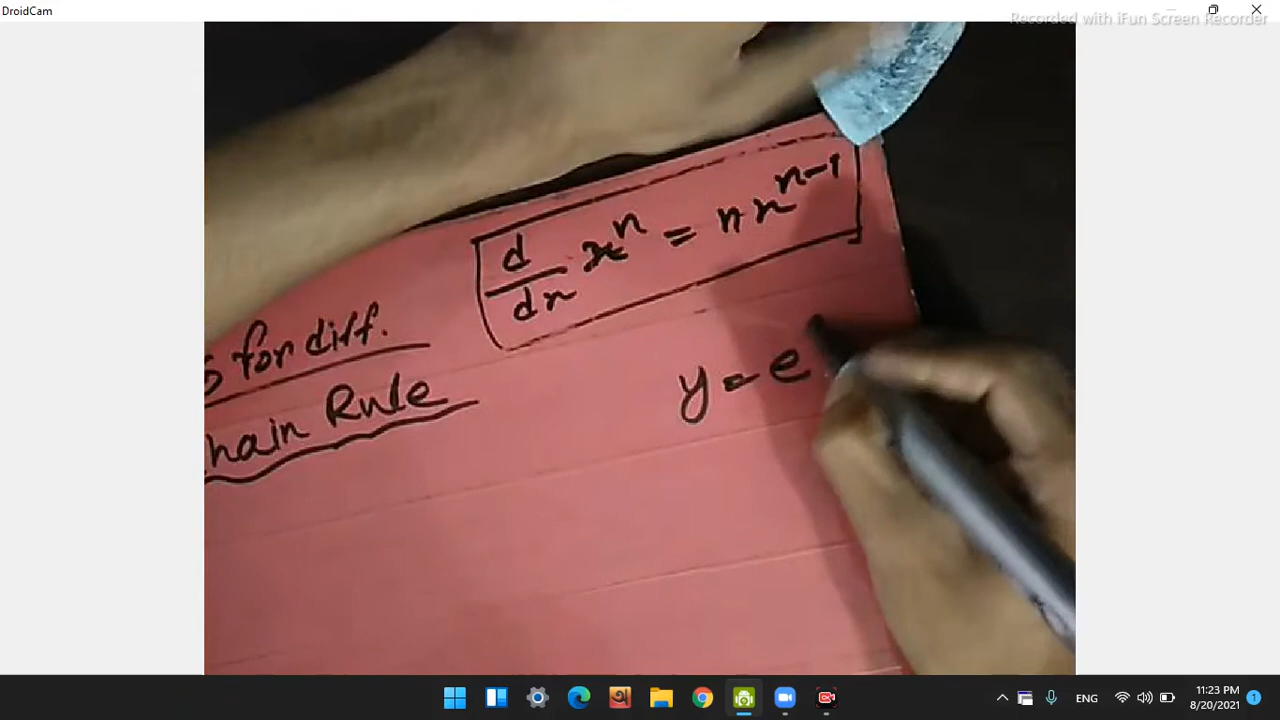 DroidCam
Recorded with iFun Screen Recorder
d/dx x^n = n x^{n-1}
for diff.
hain Rule
y = e
ENG
11:23 PM
8/20/2021
1